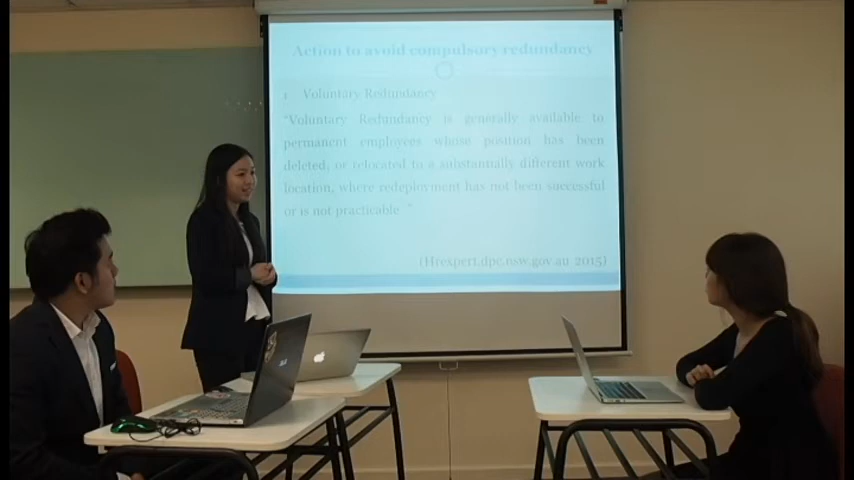 Action to avoid compulsory redundancy
1 Voluntary Redundancy
"Voluntary Redundancy is generally available to
permanent employees whose position has been
deleted, or relocated to a substantially different work
location, where redeployment has not been successful
or is not practicable "
(Hrexpert.dpc.nsw.gov.au 2015)